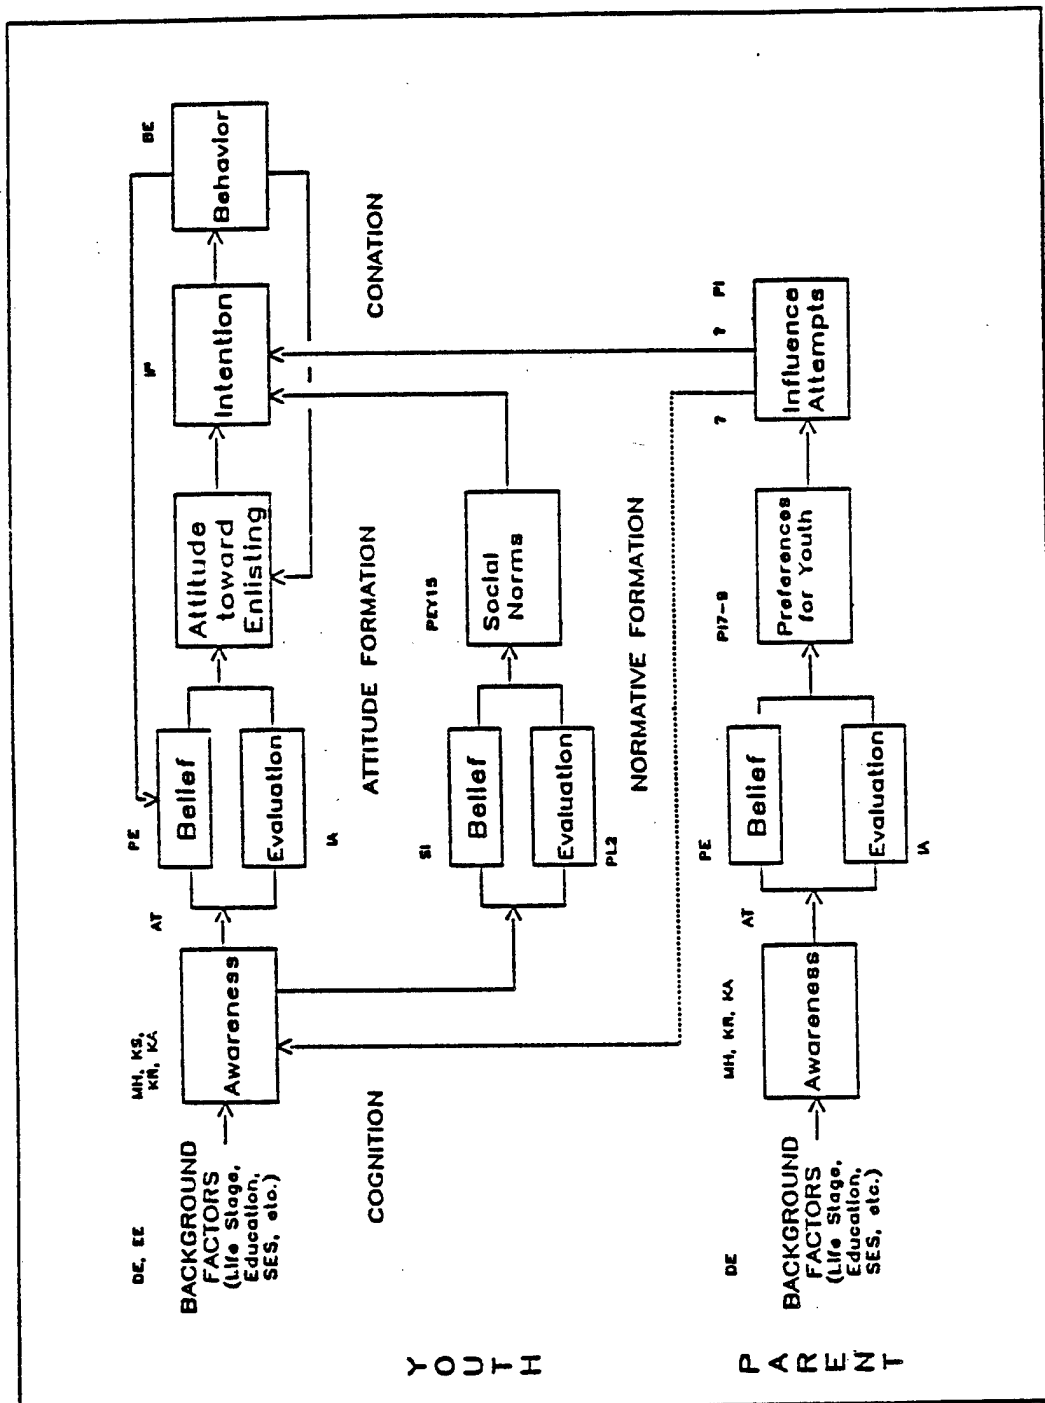 YOUTH
DE, EE
BACKGROUND
FACTORS
(Life Stage,
Education,
SES, etc.)
MH, KS,
KR, KA
Awareness
AT
PE
Belief
Evaluation
IA
Attitude
toward
Enlisting
Intention
BE
Behavior
COGNITION
ATTITUDE FORMATION
CONATION
SI
Belief
Evaluation
PL2
PEY15
Social
Norms
NORMATIVE FORMATION
PARENT
DE
BACKGROUND
FACTORS
(Life Stage,
Education,
SES, etc.)
MH, KR, KA
Awareness
AT
PE
Belief
Evaluation
IA
PI7-9
Preferences
for Youth
? ? PI
Influence
Attempts